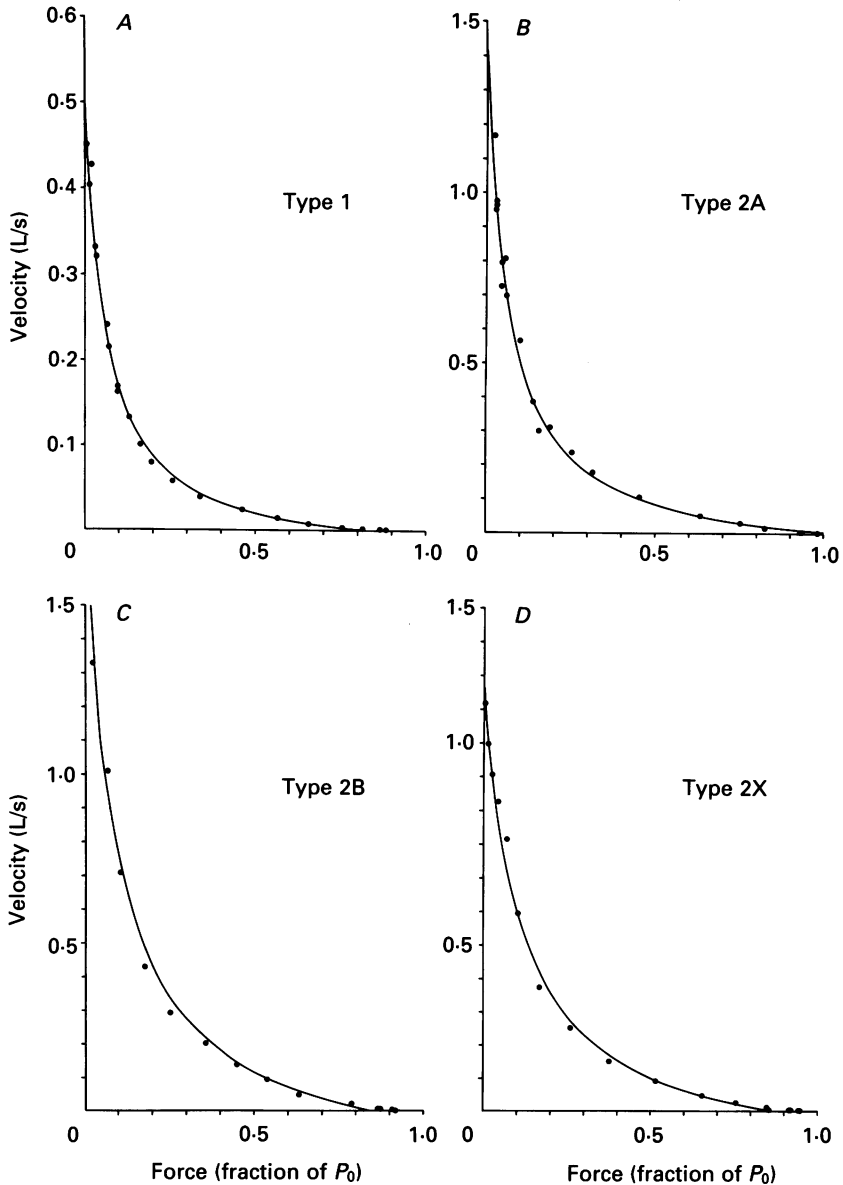 A
0·6
0·5
0·4
0·3
0·2
0·1
Velocity (L/s)
Type 1
0
0·5
1·0
B
1·5
1·0
0·5
Type 2A
0
0·5
1·0
C
1·5
1·0
0·5
Velocity (L/s)
Type 2B
0
0·5
1·0
Force (fraction of P0)
D
1·5
1·0
0·5
0
Type 2X
0
0·5
1·0
Force (fraction of P0)